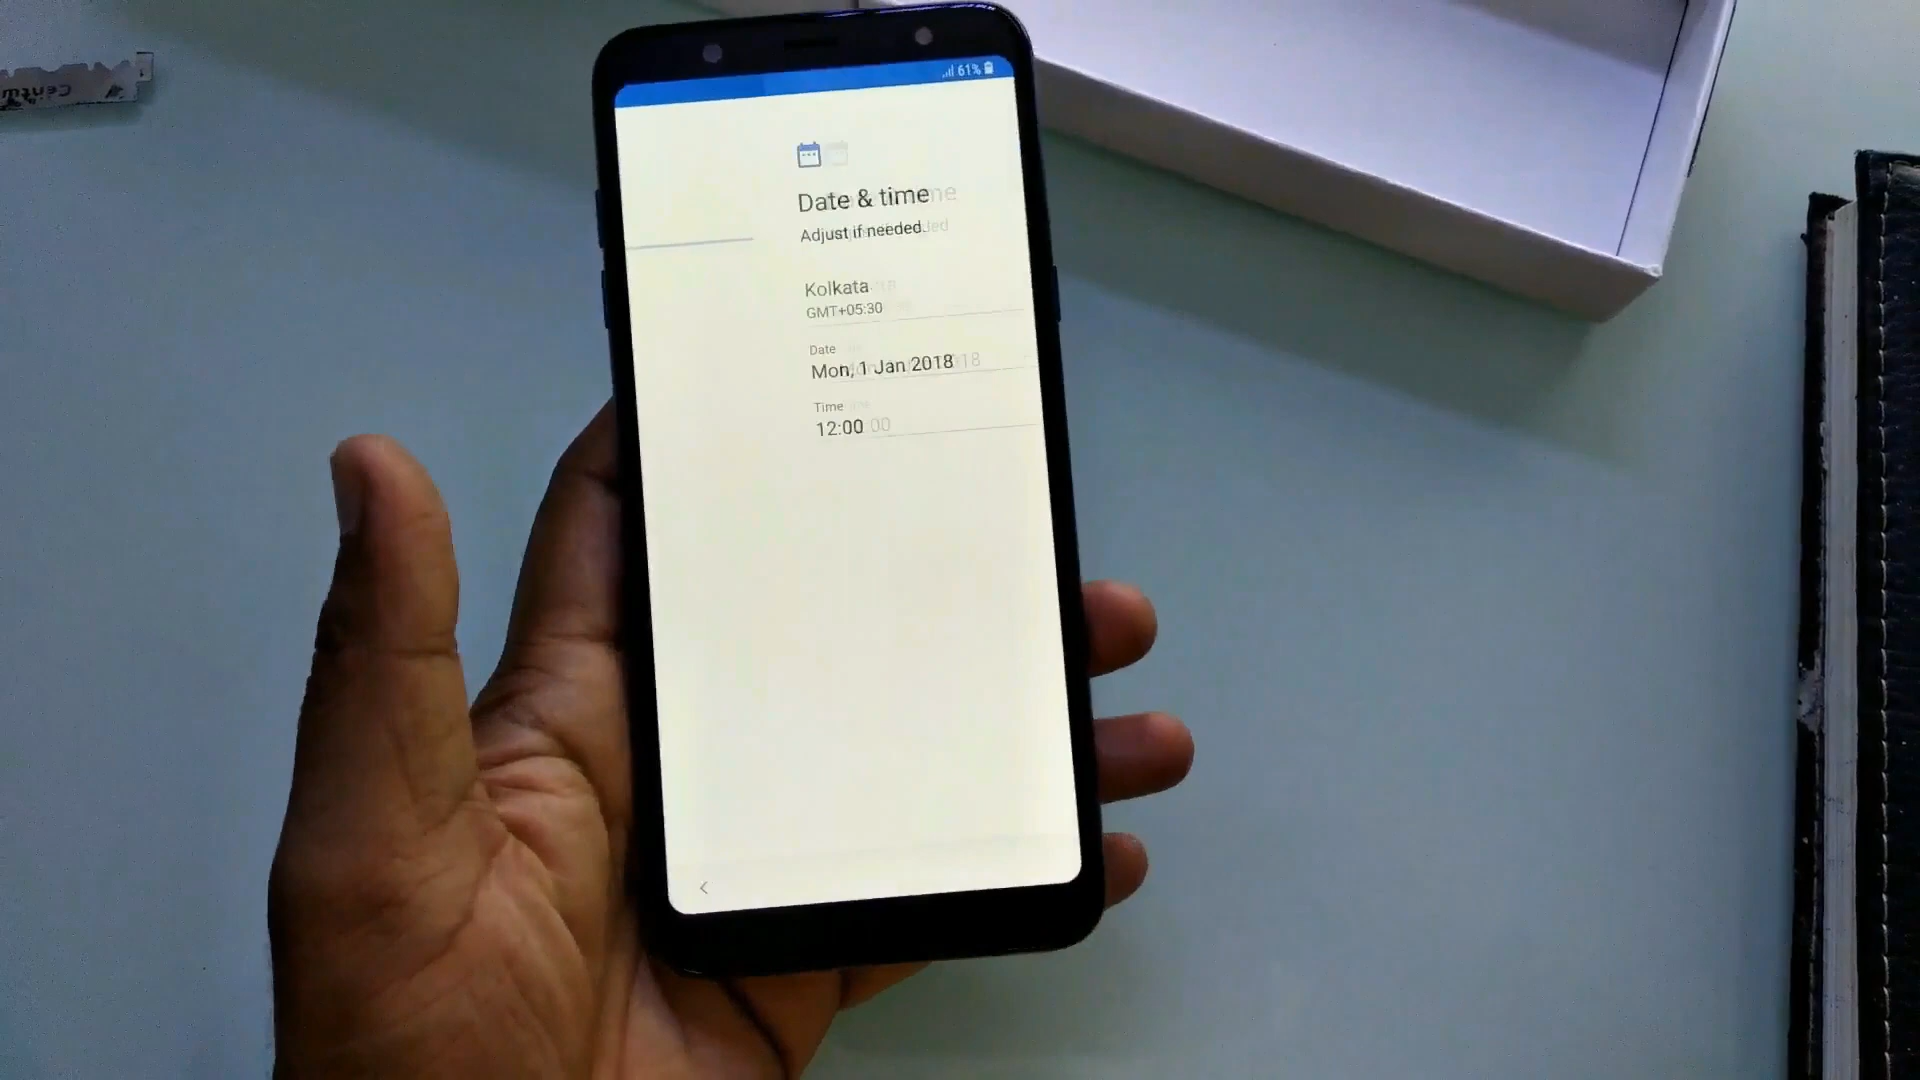 61%
Date & time
Adjust if needed.
Kolkata
GMT+05:30
Date
Mon, 1 Jan 2018
Time
12:00